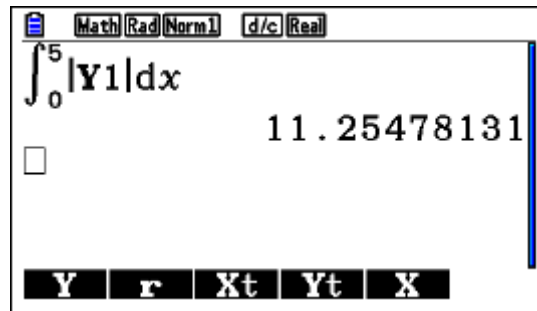 Math Rad Norm1 d/c Real
∫₀⁵|Y1|dx
11.25478131
Y r Xt Yt X